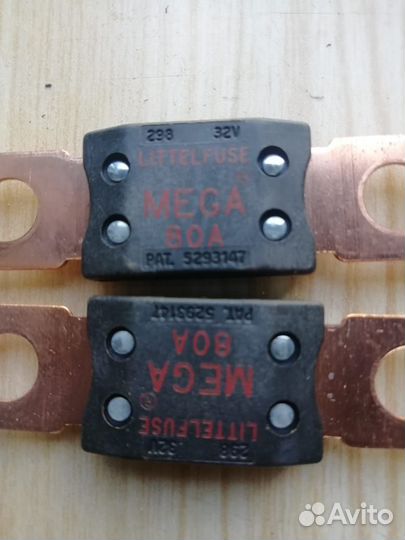 298 32V
LITTELFUSE
MEGA®
80A
PAT. 5293147
298 32V
LITTELFUSE
MEGA®
80A
PAT. 5293147
Avito